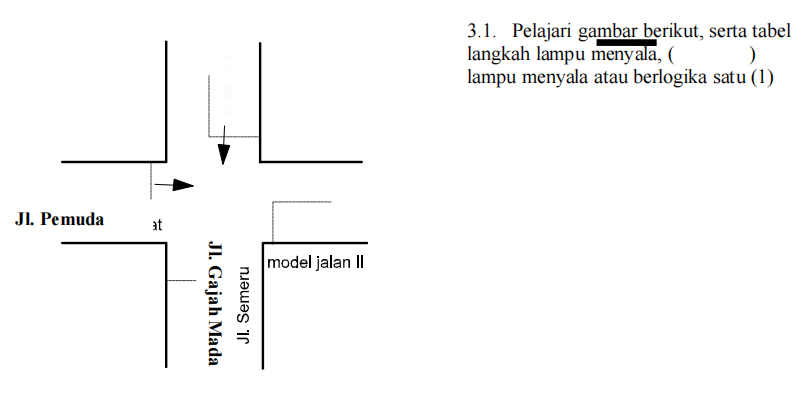 3.1. Pelajari gambar berikut, serta tabel
langkah lampu menyala, ( )
lampu menyala atau berlogika satu (1)
Jl. Pemuda
at
Jl. Gajah Mada
Jl. Semeru
model jalan II